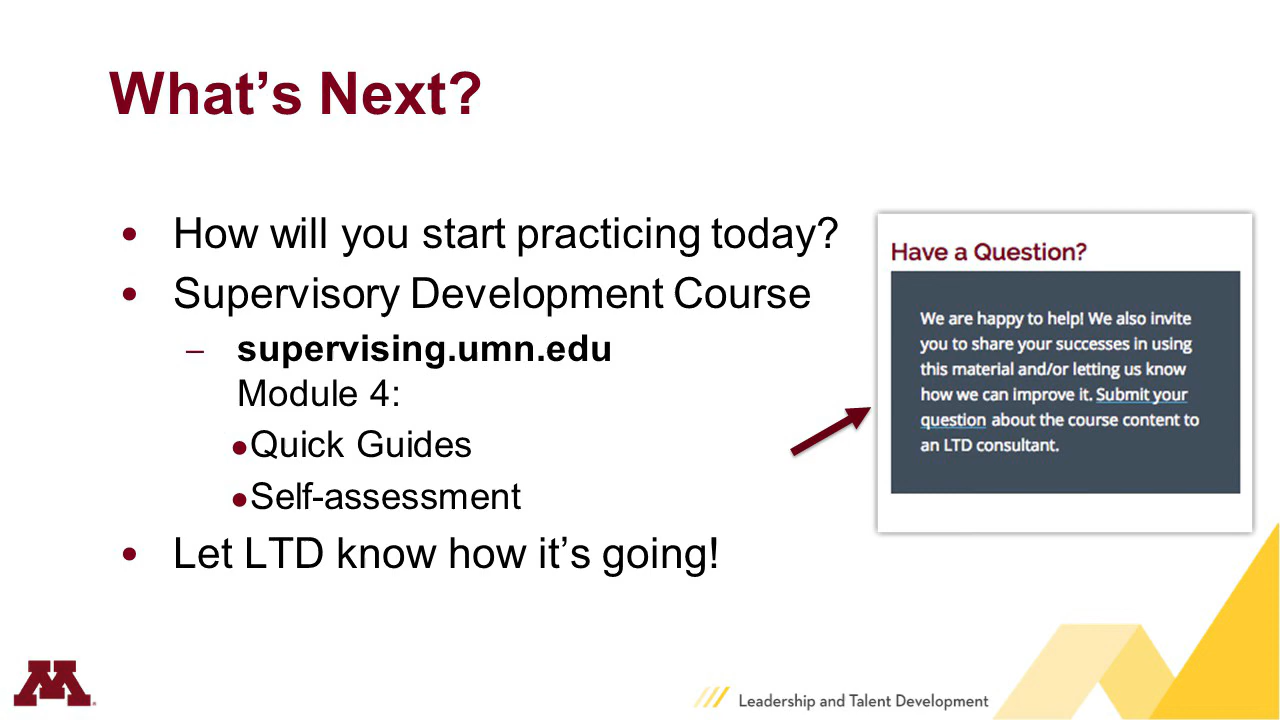 What’s Next?
• How will you start practicing today?
• Supervisory Development Course
– supervising.umn.edu
Module 4:
●Quick Guides
●Self-assessment
• Let LTD know how it’s going!
Have a Question?
We are happy to help! We also invite
you to share your successes in using
this material and/or letting us know
how we can improve it. Submit your
question about the course content to
an LTD consultant.
M
Leadership and Talent Development